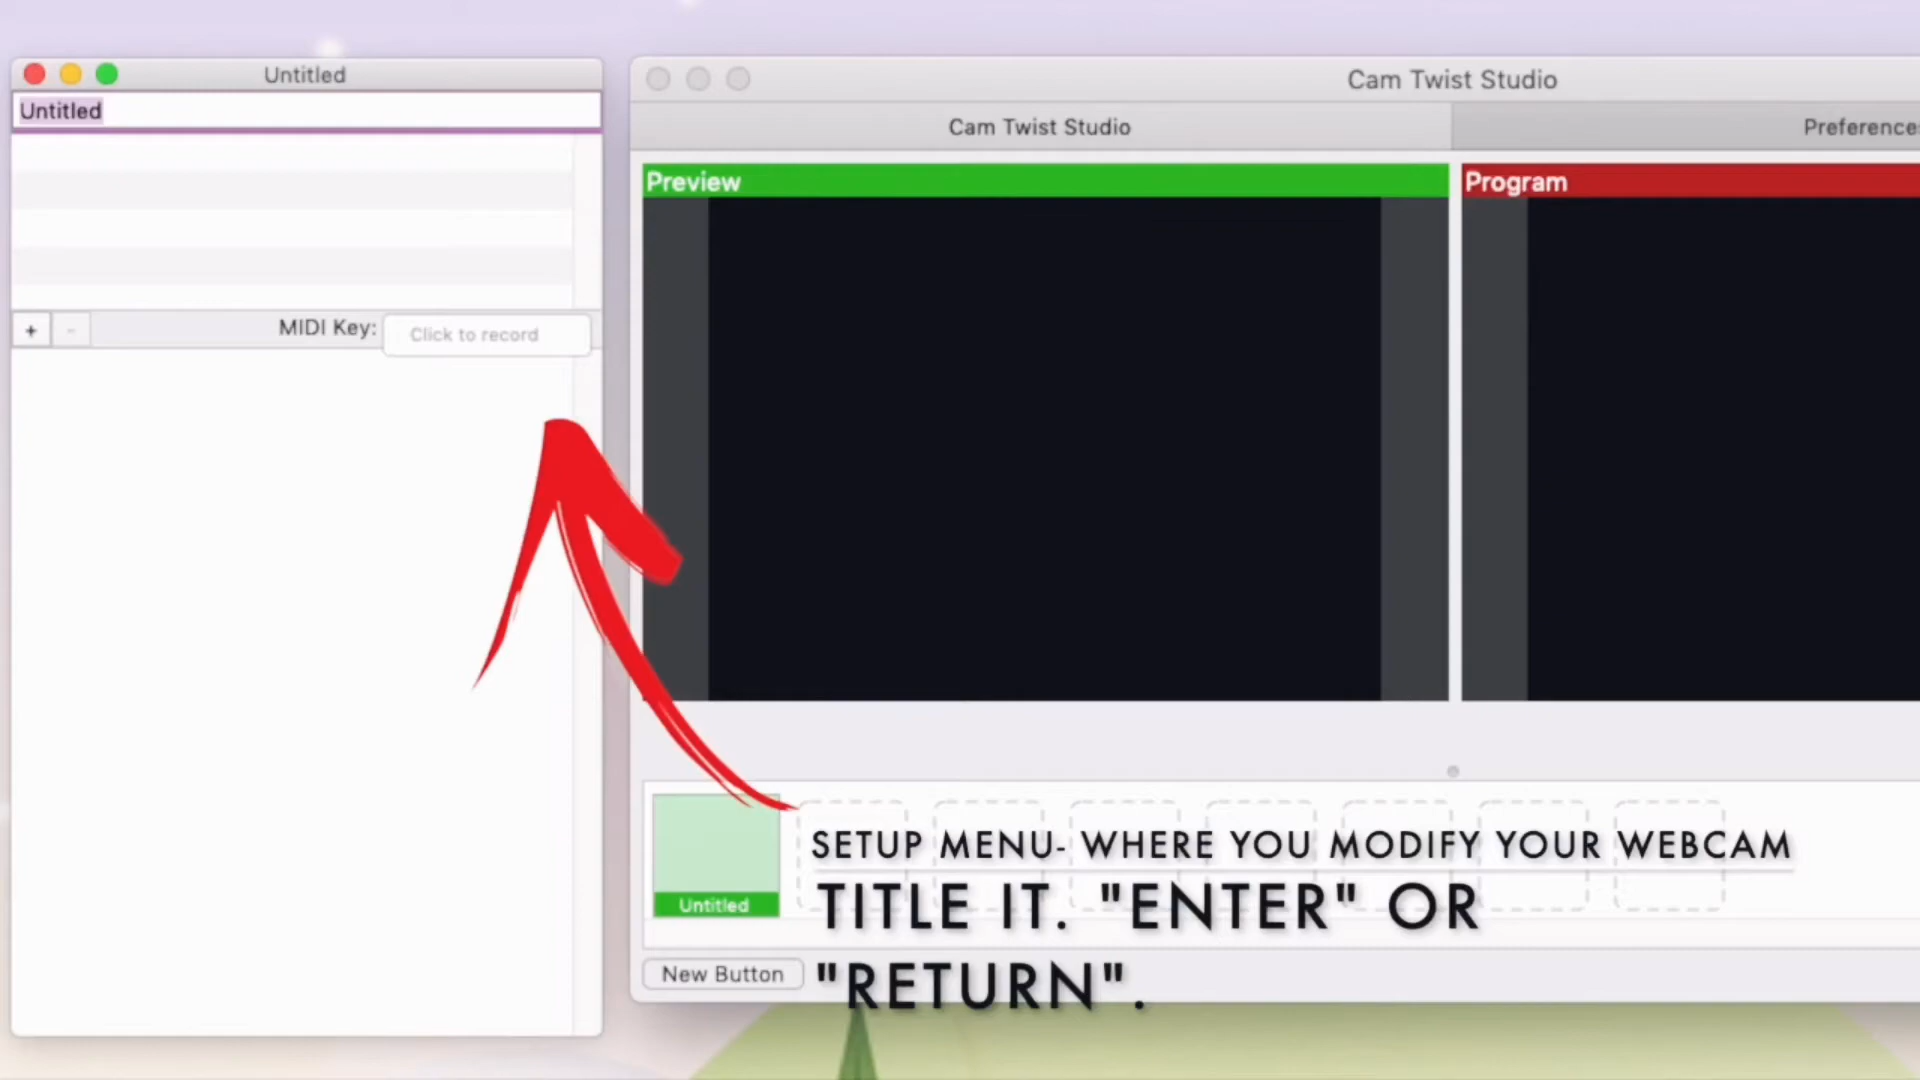 Untitled
Untitled
MIDI Key: Click to record
+ -
Cam Twist Studio
Cam Twist Studio
Preference
Preview
Program
Untitled
New Button
SETUP MENU- WHERE YOU MODIFY YOUR WEBCAM
TITLE IT. "ENTER" OR
"RETURN".